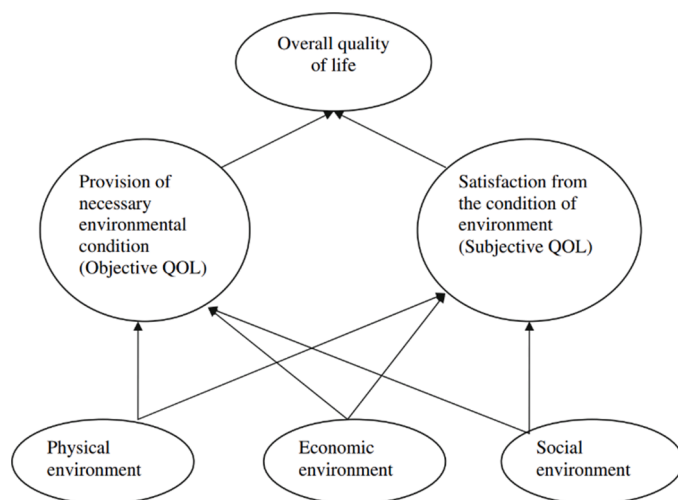 Overall quality
of life
Provision of
necessary
environmental
condition
(Objective QOL)
Satisfaction from
the condition of
environment
(Subjective QOL)
Physical
environment
Economic
environment
Social
environment